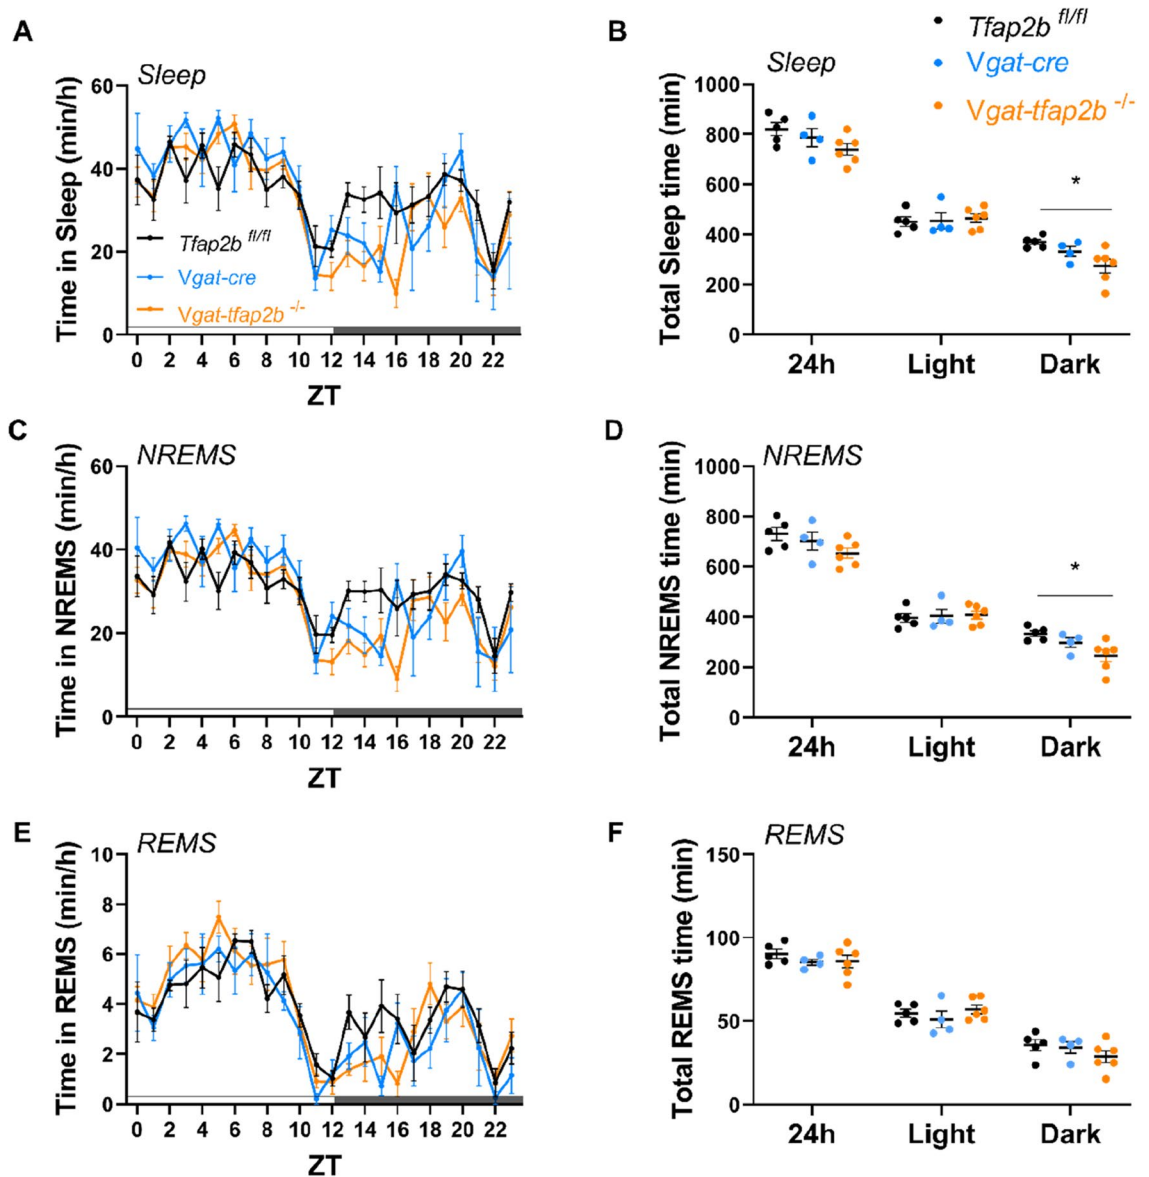 A
Sleep
Time in Sleep (min/h)
60
40
20
0
Tfap2b fl/fl
Vgat-cre
Vgat-tfap2b -/-
0 2 4 6 8 10 12 14 16 18 20 22
ZT
B
Sleep
Tfap2b fl/fl
Vgat-cre
Vgat-tfap2b -/-
Total Sleep time (min)
1000
800
600
400
200
0
*
24h Light Dark
C
NREMS
Time in NREMS (min/h)
60
40
20
0
0 2 4 6 8 10 12 14 16 18 20 22
ZT
D
NREMS
Total NREMS time (min)
1000
800
600
400
200
0
*
24h Light Dark
E
REMS
Time in REMS (min/h)
10
8
6
4
2
0
0 2 4 6 8 10 12 14 16 18 20 22
ZT
F
REMS
Total REMS time (min)
150
100
50
0
24h Light Dark